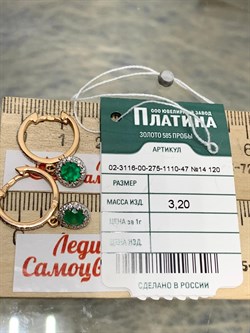 ООО ЮВЕЛИРНЫЙ ЗАВОД
ПЛАТИНА
ЗОЛОТО 585 ПРОБЫ
АРТИКУЛ
02-3116-00-275-1110-47 №14 120
РАЗМЕР
МАССА ИЗД. 3,20
ЦЕНА за 1г
ЦЕНА ИЗД.
СДЕЛАНО В РОССИИ
Леди
Самоцве